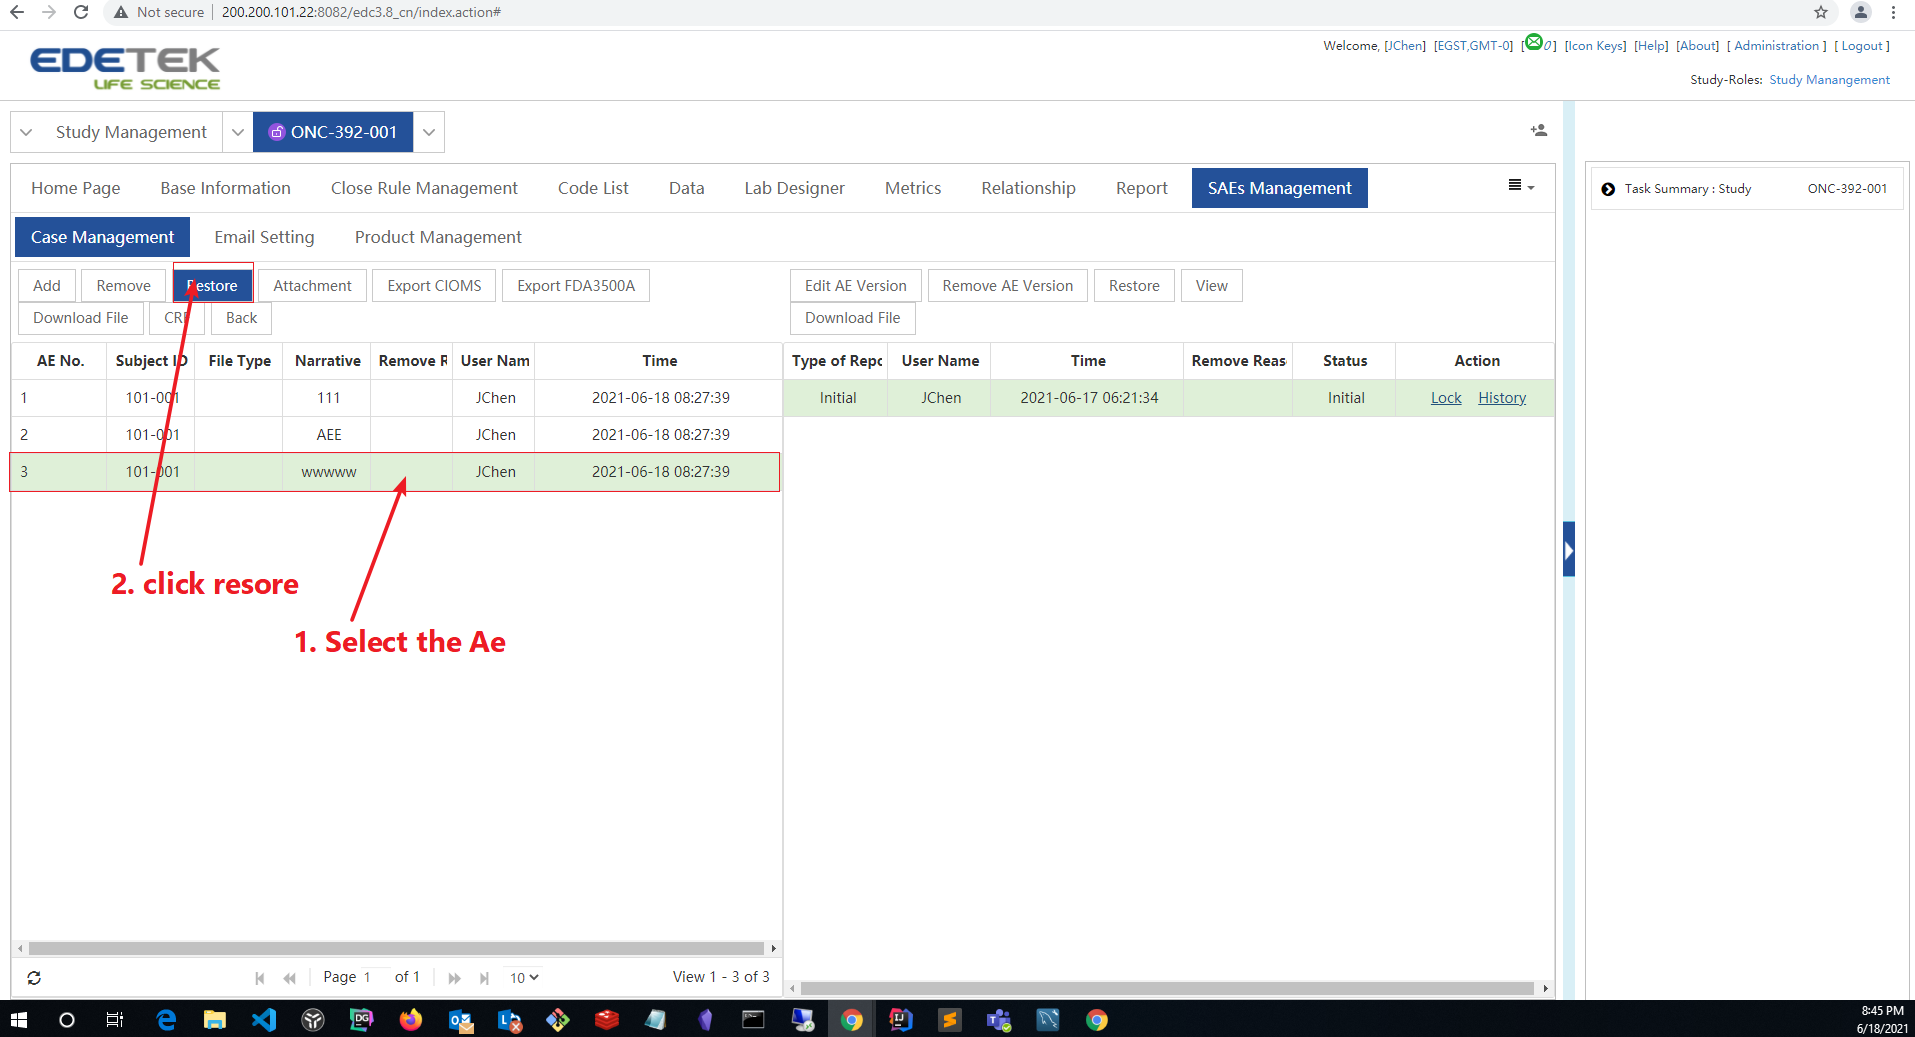 Not secure 200.200.101.22:8082/edc3.8_cn/index.action#
EDETEK
LIFE SCIENCE
Welcome, [JChen] [EGST,GMT-0] [ 0 ] [Icon Keys] [Help] [About] [ Administration ] [ Logout ]
Study-Roles: Study Manangement
Study Management ONC-392-001
Home Page Base Information Close Rule Management Code List Data Lab Designer Metrics Relationship Report SAEs Management
Task Summary : Study ONC-392-001
Case Management Email Setting Product Management
Add Remove Restore Attachment Export CIOMS Export FDA3500A
Download File CRF Back
Edit AE Version Remove AE Version Restore View
Download File
AE No. Subject ID File Type Narrative Remove R User Nam Time
1 101-001 111 JChen 2021-06-18 08:27:39
2 101-001 AEE JChen 2021-06-18 08:27:39
3 101-001 wwwww JChen 2021-06-18 08:27:39
Type of Repo User Name Time Remove Reas Status Action
Initial JChen 2021-06-17 06:21:34 Initial Lock History
2. click resore
1. Select the Ae
Page 1 of 1 10 View 1 - 3 of 3
8:45 PM
6/18/2021